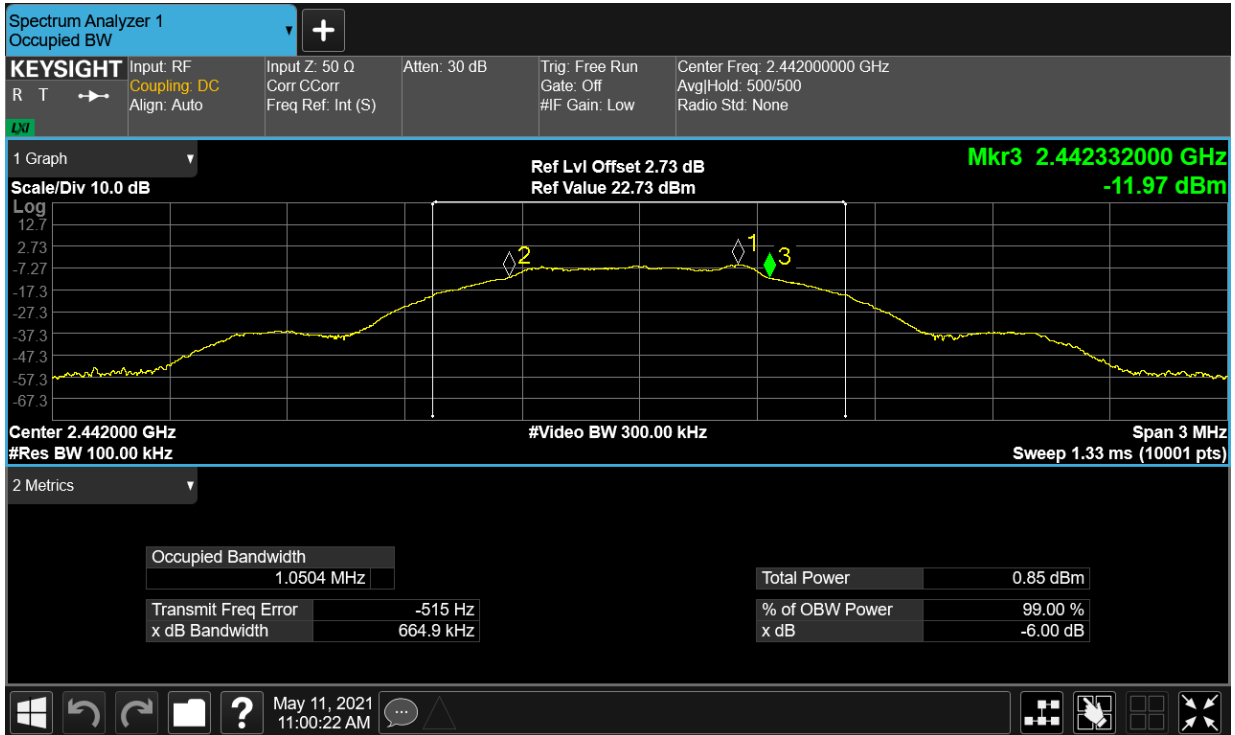 Spectrum Analyzer 1
Occupied BW
KEYSIGHT
R T
LXI
Input: RF
Coupling: DC
Align: Auto
Input Z: 50 Ω
Corr CCorr
Freq Ref: Int (S)
Atten: 30 dB
Trig: Free Run
Gate: Off
#IF Gain: Low
Center Freq: 2.442000000 GHz
Avg|Hold: 500/500
Radio Std: None
1 Graph
Scale/Div 10.0 dB
Ref Lvl Offset 2.73 dB
Ref Value 22.73 dBm
Mkr3 2.442332000 GHz
-11.97 dBm
Log
12.7
2.73
-7.27
-17.3
-27.3
-37.3
-47.3
-57.3
-67.3
2
1
3
Center 2.442000 GHz
#Res BW 100.00 kHz
#Video BW 300.00 kHz
Span 3 MHz
Sweep 1.33 ms (10001 pts)
2 Metrics
Occupied Bandwidth
1.0504 MHz
Transmit Freq Error -515 Hz
x dB Bandwidth 664.9 kHz
Total Power 0.85 dBm
% of OBW Power 99.00 %
x dB -6.00 dB
?
May 11, 2021
11:00:22 AM